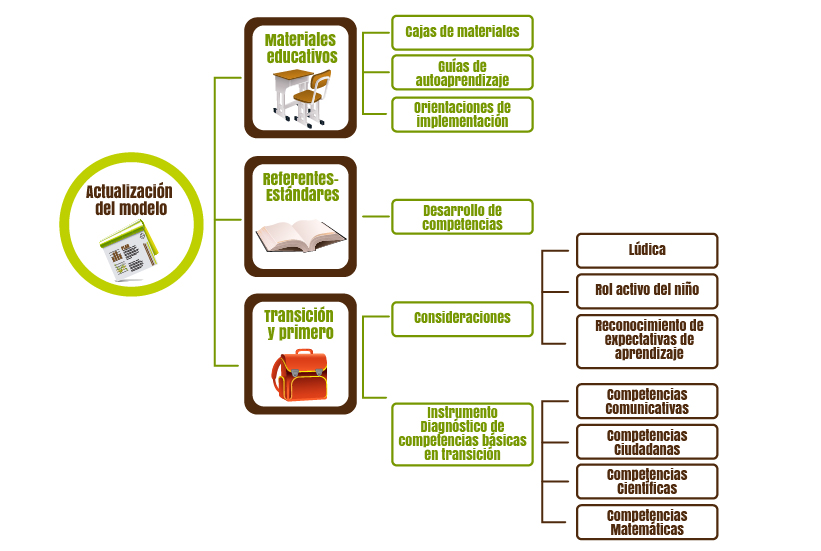 Actualización
del modelo
Materiales
educativos
Cajas de materiales
Guías de
autoaprendizaje
Orientaciones de
implementación
Referentes-
Estándares
Desarrollo de
competencias
Transición
y primero
Consideraciones
Lúdica
Rol activo del niño
Reconocimiento de
expectativas de
aprendizaje
Instrumento
Diagnóstico de
competencias básicas
en transición
Competencias
Comunicativas
Competencias
Ciudadanas
Competencias
Científicas
Competencias
Matemáticas